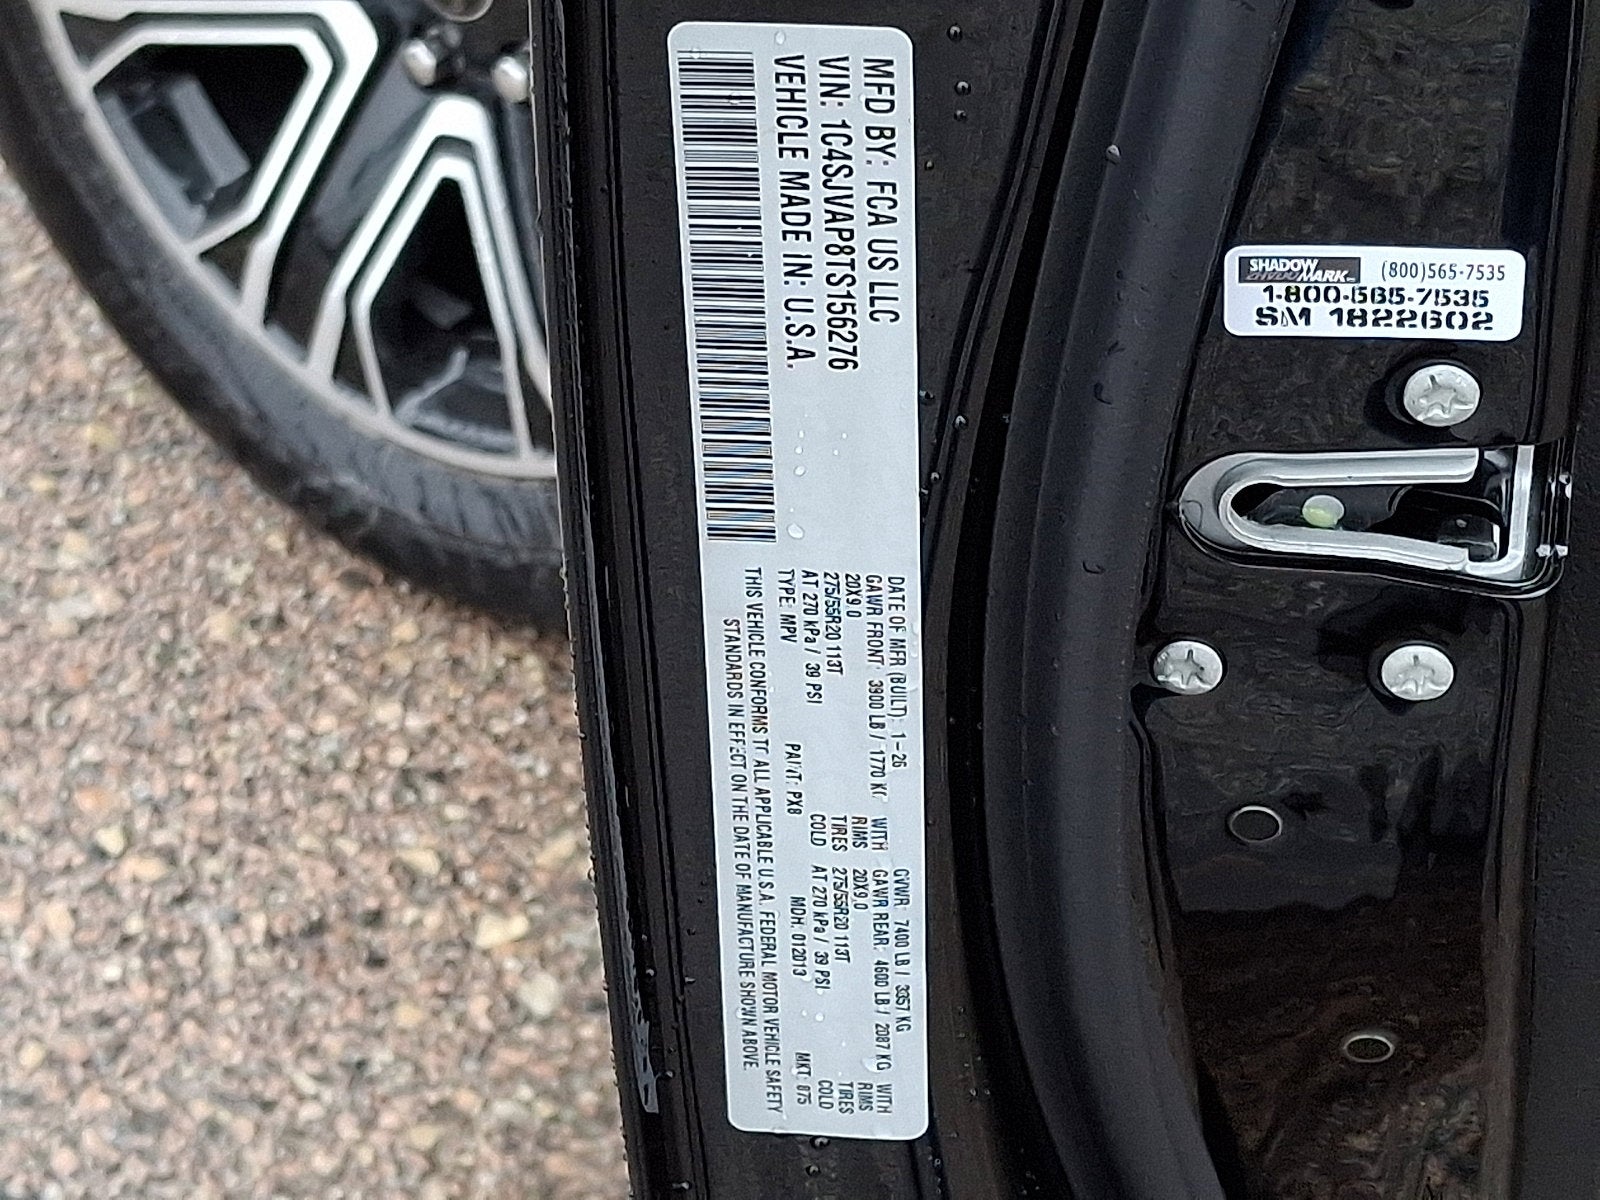 MFD BY: FCA US LLC
VIN: 1C4SJVAP8TS156276
VEHICLE MADE IN: U.S.A.
DATE OF MFR (BUILT): 1-26 GVWR: 7400 LB / 3357 KG
GAWR FRONT: 3900 LB / 1770 KG WITH GAWR REAR: 4600 LB / 2087 KG WITH
20X9.0 RIMS 20X9.0 RIMS
275/55R20 113T TIRES 275/55R20 113T TIRES
AT 270 kPa / 39 PSI COLD AT 270 kPa / 39 PSI COLD
TYPE: MPV PAINT: PX8 MDH: 012013 MKT: 075
THIS VEHICLE CONFORMS TO ALL APPLICABLE U.S.A. FEDERAL MOTOR VEHICLE SAFETY
STANDARDS IN EFFECT ON THE DATE OF MANUFACTURE SHOWN ABOVE.
SHADOW MARK (800)565-7535
1-800-565-7535
SM 1822602